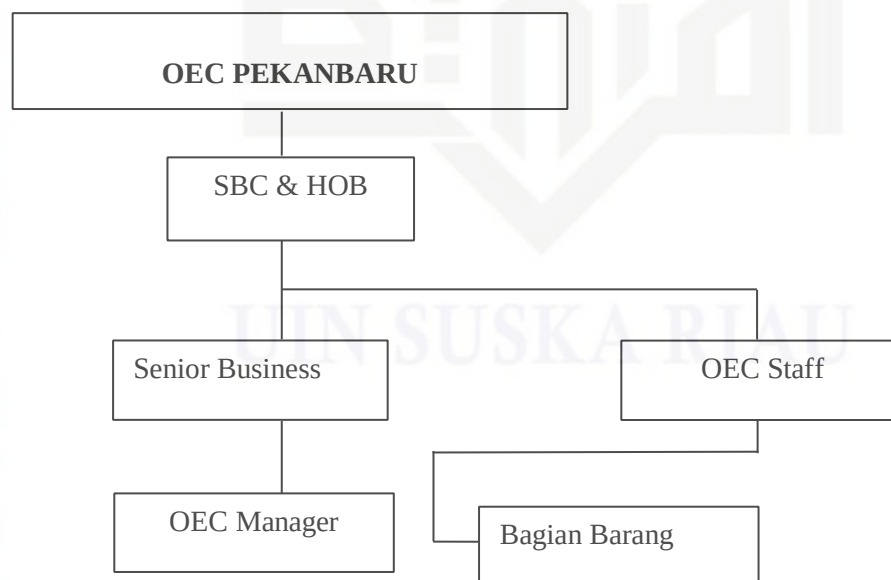 OEC PEKANBARU
SBC & HOB
UIN SUSKA RIAU
Senior Business
OEC Staff
OEC Manager
Bagian Barang